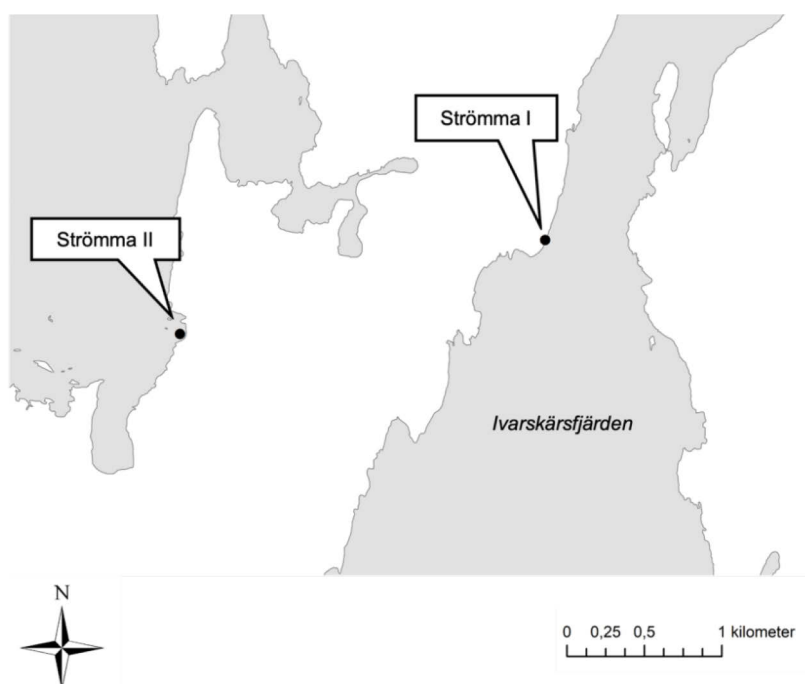 Strömma I
Strömma II
Ivarskärsfjärden
N
0 0,25 0,5 1 kilometer